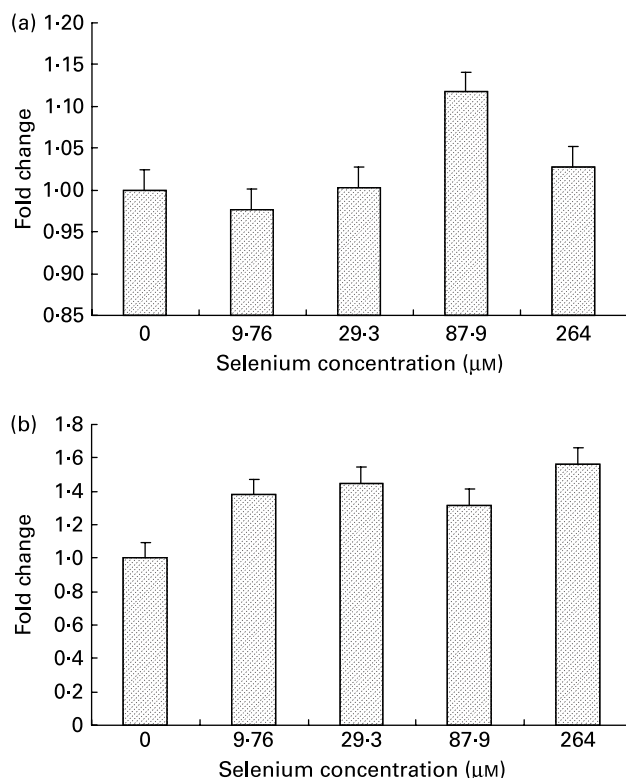 (a)
1·20
1·15
1·10
1·05
1·00
0·95
0·90
0·85
Fold change
0 9·76 29·3 87·9 264
Selenium concentration (μM)
(b)
1·8
1·6
1·4
1·2
1·0
0·8
0·6
0·4
0·2
0
Fold change
0 9·76 29·3 87·9 264
Selenium concentration (μM)